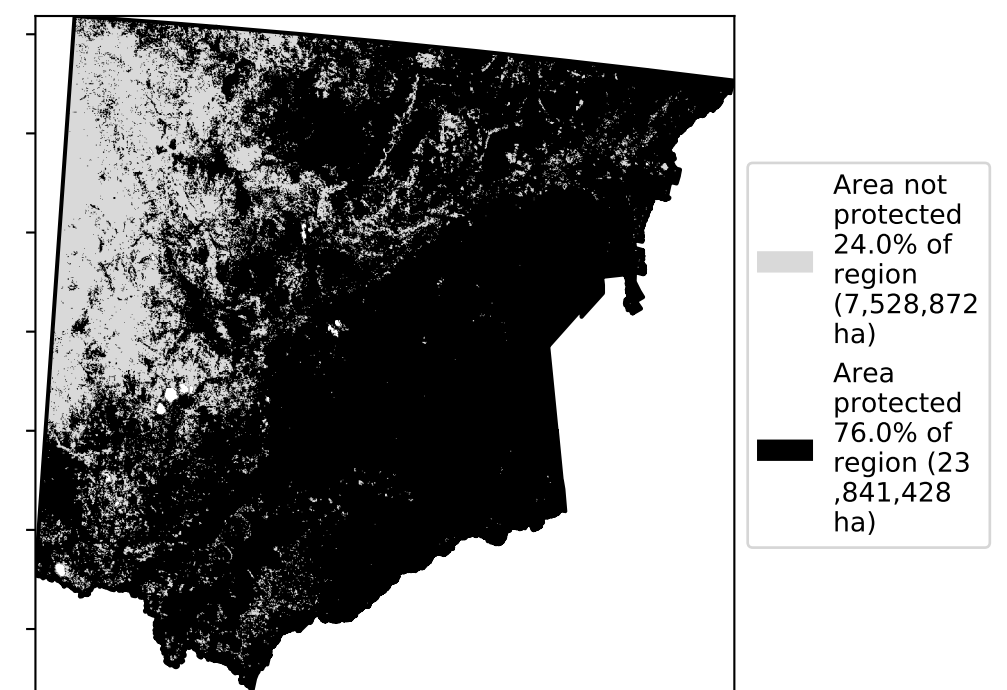 Area not
protected
24.0% of
region
(7,528,872
ha)
Area
protected
76.0% of
region (23
,841,428
ha)